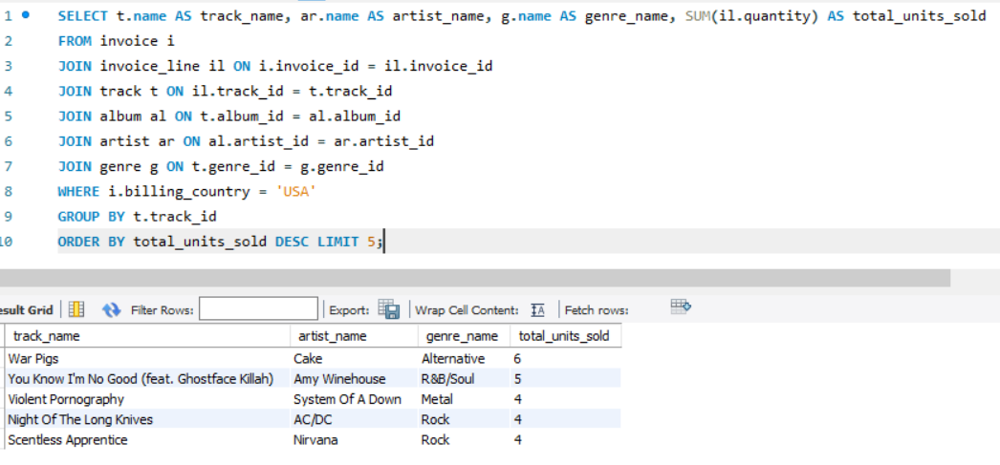 1 SELECT t.name AS track_name, ar.name AS artist_name, g.name AS genre_name, SUM(il.quantity) AS total_units_sold
2 FROM invoice i
3 JOIN invoice_line il ON i.invoice_id = il.invoice_id
4 JOIN track t ON il.track_id = t.track_id
5 JOIN album al ON t.album_id = al.album_id
6 JOIN artist ar ON al.artist_id = ar.artist_id
7 JOIN genre g ON t.genre_id = g.genre_id
8 WHERE i.billing_country = 'USA'
9 GROUP BY t.track_id
10 ORDER BY total_units_sold DESC LIMIT 5;
esult Grid Filter Rows: Export: Wrap Cell Content: IA Fetch rows:
track_name artist_name genre_name total_units_sold
War Pigs Cake Alternative 6
You Know I'm No Good (feat. Ghostface Killah) Amy Winehouse R&B/Soul 5
Violent Pornography System Of A Down Metal 4
Night Of The Long Knives AC/DC Rock 4
Scentless Apprentice Nirvana Rock 4